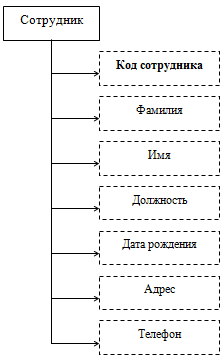 Сотрудник
Код сотрудника
Фамилия
Имя
Должность
Дата рождения
Адрес
Телефон